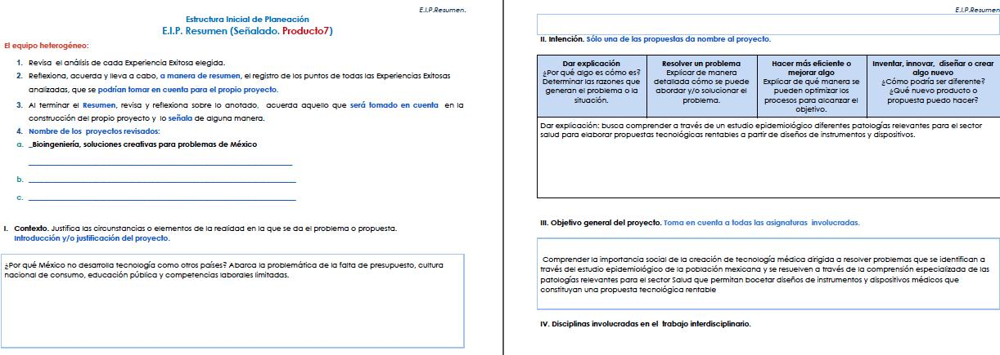 E.I.P.Resumen.
Estructura Inicial de Planeación
E.I.P. Resumen (Señalado. Producto7)
El equipo heterogéneo:
1. Revisa el análisis de cada Experiencia Exitosa elegida.
2. Reflexiona, acuerda y lleva a cabo, a manera de resumen, el registro de los puntos de todas las Experiencias Exitosas
analizadas, que se podrían tomar en cuenta para el propio proyecto.
3. Al terminar el Resumen, revisa y reflexiona sobre lo anotado, acuerda aquello que será tomado en cuenta en la
construcción del propio proyecto y lo señala de alguna manera.
4. Nombre de los proyectos revisados:
a. _Bioingeniería, soluciones creativas para problemas de México
b.
c.
I. Contexto. Justifica las circunstancias o elementos de la realidad en la que se da el problema o propuesta.
Introducción y/o justificación del proyecto.
¿Por qué México no desarrolla tecnología como otros países? Abarca la problemática de la falta de presupuesto, cultura
nacional de consumo, educación pública y competencias laborales limitadas.
E.I.P.Resumen
II. Intención. Sólo una de las propuestas da nombre al proyecto.
Dar explicación
¿Por qué algo es cómo es?
Determinar las razones que
generan el problema o la
situación.
Resolver un problema
Explicar de manera
detallada cómo se puede
abordar y/o solucionar el
problema.
Hacer más eficiente o
mejorar algo
Explicar de qué manera se
pueden optimizar los
procesos para alcanzar el
objetivo.
Inventar, innovar, diseñar o crear
algo nuevo
¿Cómo podría ser diferente?
¿Qué nuevo producto o
propuesta puedo hacer?
Dar explicación: busca comprender a través de un estudio epidemiológico diferentes patologías relevantes para el sector
salud para elaborar propuestas tecnológicas rentables a partir de diseños de instrumentos y dispositivos.
III. Objetivo general del proyecto. Toma en cuenta a todas las asignaturas involucradas.
Comprender la importancia social de la creación de tecnología médica dirigida a resolver problemas que se identifican a
través del estudio epidemiológico de la población mexicana y se resuelven a través de la comprensión especializada de las
patologías relevantes para el sector Salud que permitan bocetar diseños de instrumentos y dispositivos médicos que
constituyan una propuesta tecnológica rentable
IV. Disciplinas involucradas en el trabajo interdisciplinario.